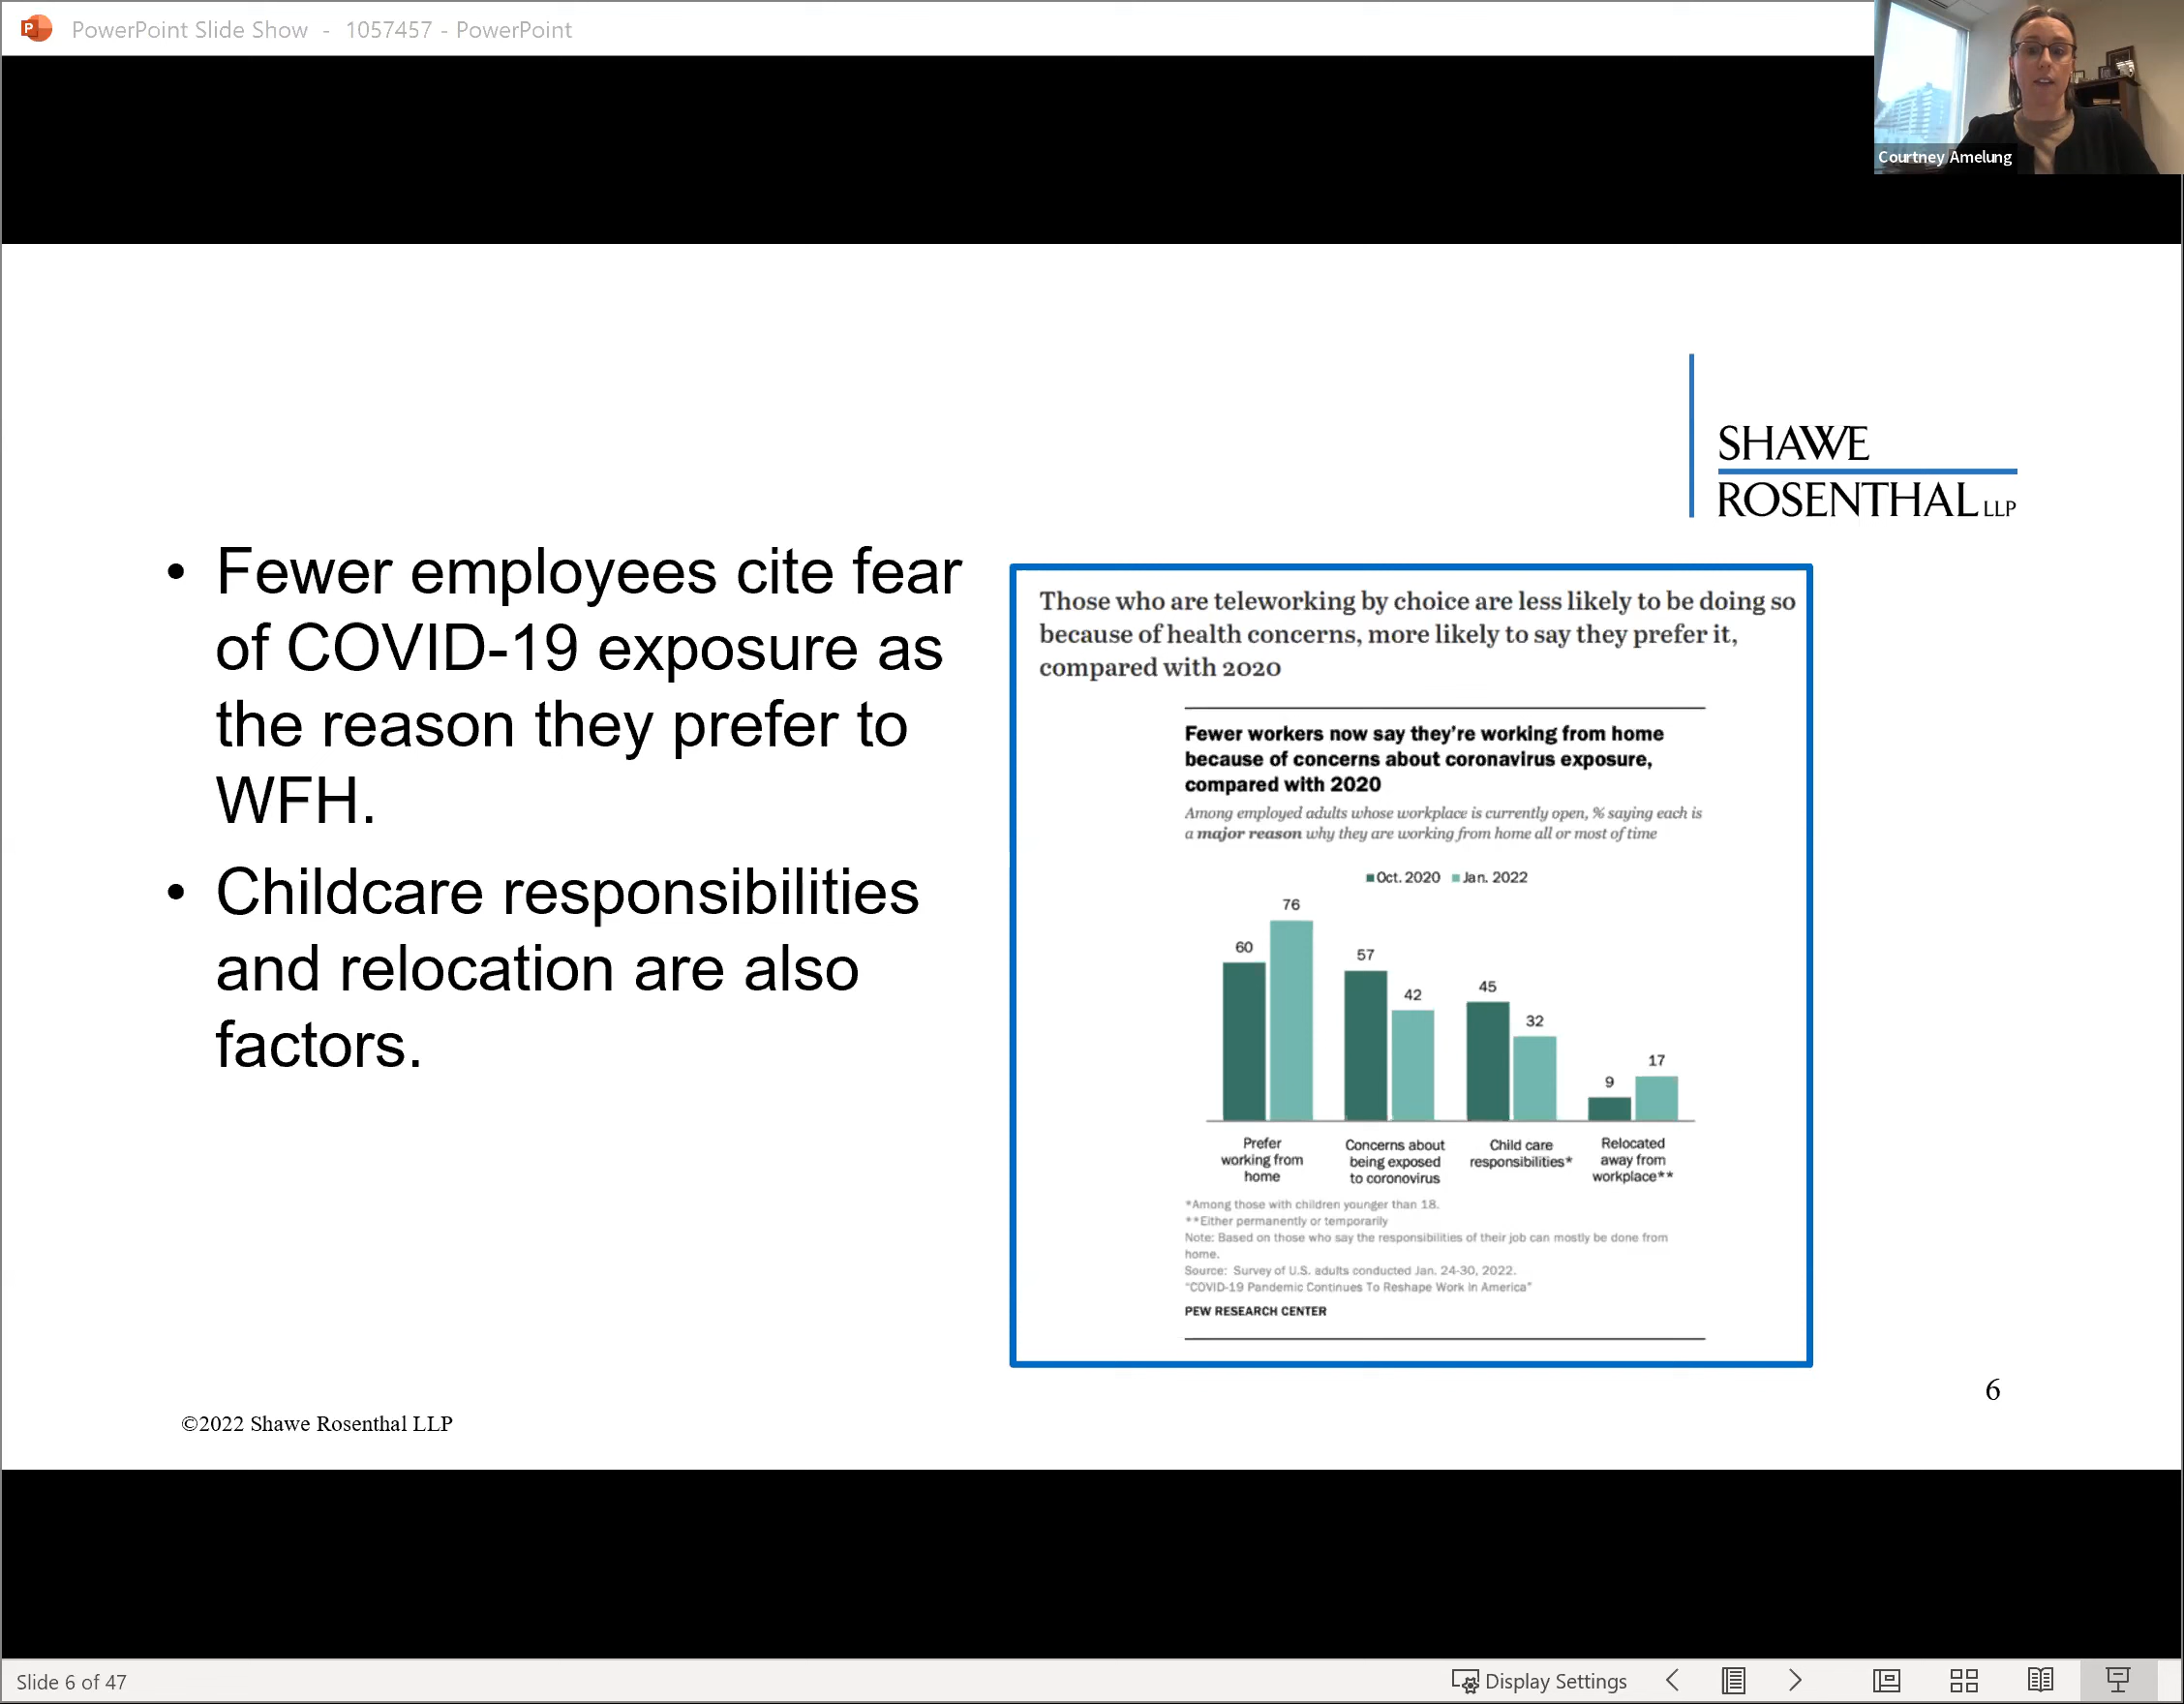 PowerPoint Slide Show - 1057457 - PowerPoint
Courtney Amelung
SHAWE
ROSENTHAL LLP
• Fewer employees cite fear
of COVID-19 exposure as
the reason they prefer to
WFH.
• Childcare responsibilities
and relocation are also
factors.
Those who are teleworking by choice are less likely to be doing so
because of health concerns, more likely to say they prefer it,
compared with 2020
Fewer workers now say they're working from home
because of concerns about coronavirus exposure,
compared with 2020
Among employed adults whose workplace is currently open, % saying each is
a major reason why they are working from home all or most of time
Oct. 2020 Jan. 2022
60 76 57 42 45 32 9 17
Prefer
working from
home
Concerns about
being exposed
to coronovirus
Child care
responsibilities*
Relocated
away from
workplace**
*Among those with children younger than 18.
**Either permanently or temporarily
Note: Based on those who say the responsibilities of their job can mostly be done from
home.
Source: Survey of U.S. adults conducted Jan. 24-30, 2022.
"COVID-19 Pandemic Continues To Reshape Work in America"
PEW RESEARCH CENTER
6
©2022 Shawe Rosenthal LLP
Slide 6 of 47
Display Settings